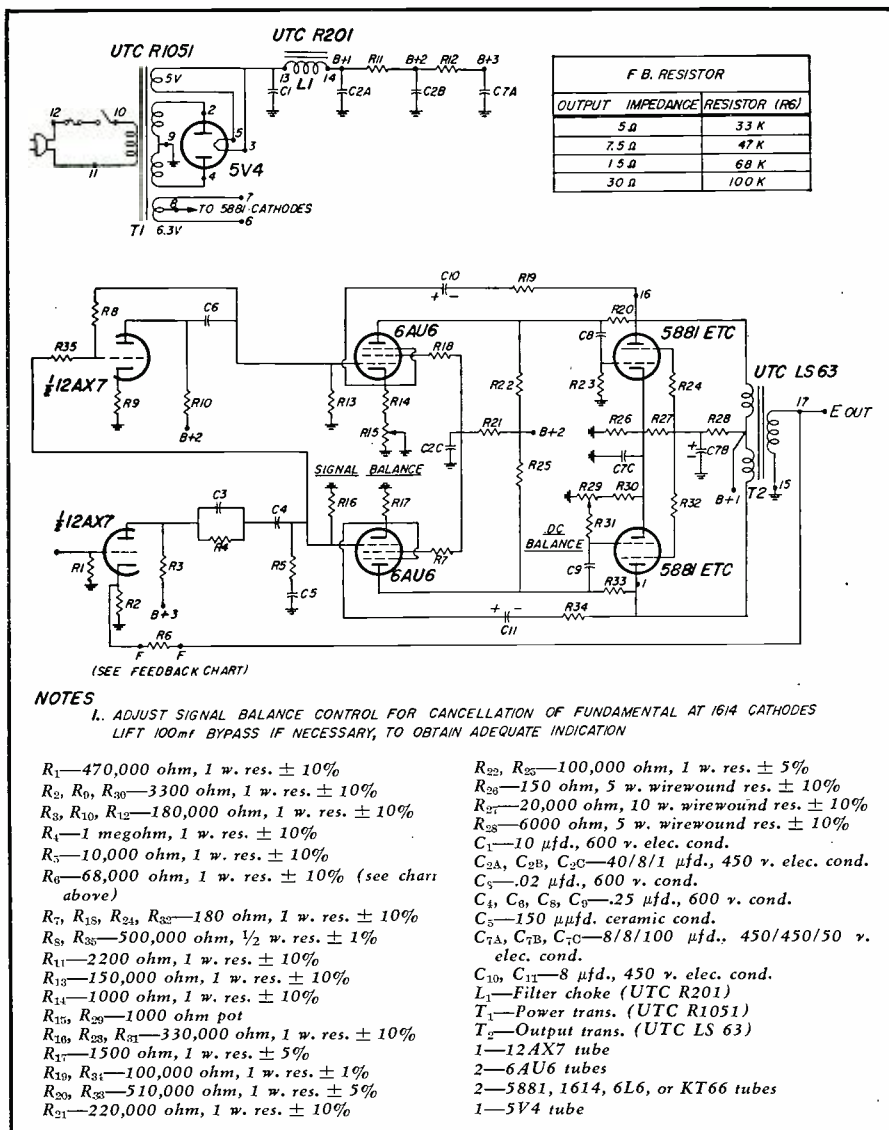 UTC R1051
UTC R201
5V
13
L1
14
B+1
R11
B+2
R12
B+3
C1
C2A
C2B
C7A
12
10
11
9
2
5
3
4
5V4
8
7
TO 5881 CATHODES
6
T1
6.3V
F B. RESISTOR
OUTPUT IMPEDANCE RESISTOR (R6)
5 Ω 33 K
7.5 Ω 47 K
15 Ω 68 K
30 Ω 100 K
R8
C6
R35
½12AX7
R9
R10
B+2
C10
R19
16
6AU6
R18
R20
C8
5881 ETC
R13
R14
R15
R22
R23
R24
UTC LS63
17
E OUT
C2C
R21
B+2
R26
R27
R28
C7B
C7C
B+1
T2
15
SIGNAL BALANCE
R16
R17
R25
R29
R30
R31
R32
DC
BALANCE
½12AX7
C3
R4
C4
R1
R2
R3
B+3
R5
C5
6AU6
R7
C9
5881 ETC
R33
1
C11
R34
R6
F F
(SEE FEEDBACK CHART)
NOTES
1.. ADJUST SIGNAL BALANCE CONTROL FOR CANCELLATION OF FUNDAMENTAL AT 1614 CATHODES
LIFT 100mf BYPASS IF NECESSARY, TO OBTAIN ADEQUATE INDICATION
R1—470,000 ohm, 1 w. res. ± 10%
R2, R9, R30—3300 ohm, 1 w. res. ± 10%
R3, R10, R12—180,000 ohm, 1 w. res. ± 10%
R4—1 megohm, 1 w. res. ± 10%
R5—10,000 ohm, 1 w. res. ± 10%
R6—68,000 ohm, 1 w. res. ± 10% (see chart
above)
R7, R18, R24, R32—180 ohm, 1 w. res. ± 10%
R8, R35—500,000 ohm, ½ w. res. ± 1%
R11—2200 ohm, 1 w. res. ± 10%
R13—150,000 ohm, 1 w. res. ± 10%
R14—1000 ohm, 1 w. res. ± 10%
R15, R29—1000 ohm pot
R16, R23, R31—330,000 ohm, 1 w. res. ± 10%
R17—1500 ohm, 1 w. res. ± 5%
R19, R34—100,000 ohm, 1 w. res. ± 1%
R20, R33—510,000 ohm, 1 w. res. ± 5%
R21—220,000 ohm, 1 w. res. ± 10%
R22, R25—100,000 ohm, 1 w. res. ± 5%
R26—150 ohm, 5 w. wirewound res. ± 10%
R27—20,000 ohm, 10 w. wirewound res. ± 10%
R28—6000 ohm, 5 w. wirewound res. ± 10%
C1—10 µfd., 600 v. elec. cond.
C2A, C2B, C2C—40/8/1 µfd., 450 v. elec. cond.
C3—.02 µfd., 600 v. cond.
C4, C6, C8, C9—.25 µfd., 600 v. cond.
C5—150 µµfd. ceramic cond.
C7A, C7B, C7C—8/8/100 µfd., 450/450/50 v.
elec. cond.
C10, C11—8 µfd., 450 v. elec. cond.
L1—Filter choke (UTC R201)
T1—Power trans. (UTC R1051)
T2—Output trans. (UTC LS 63)
1—12AX7 tube
2—6AU6 tubes
2—5881, 1614, 6L6, or KT66 tubes
1—5V4 tube